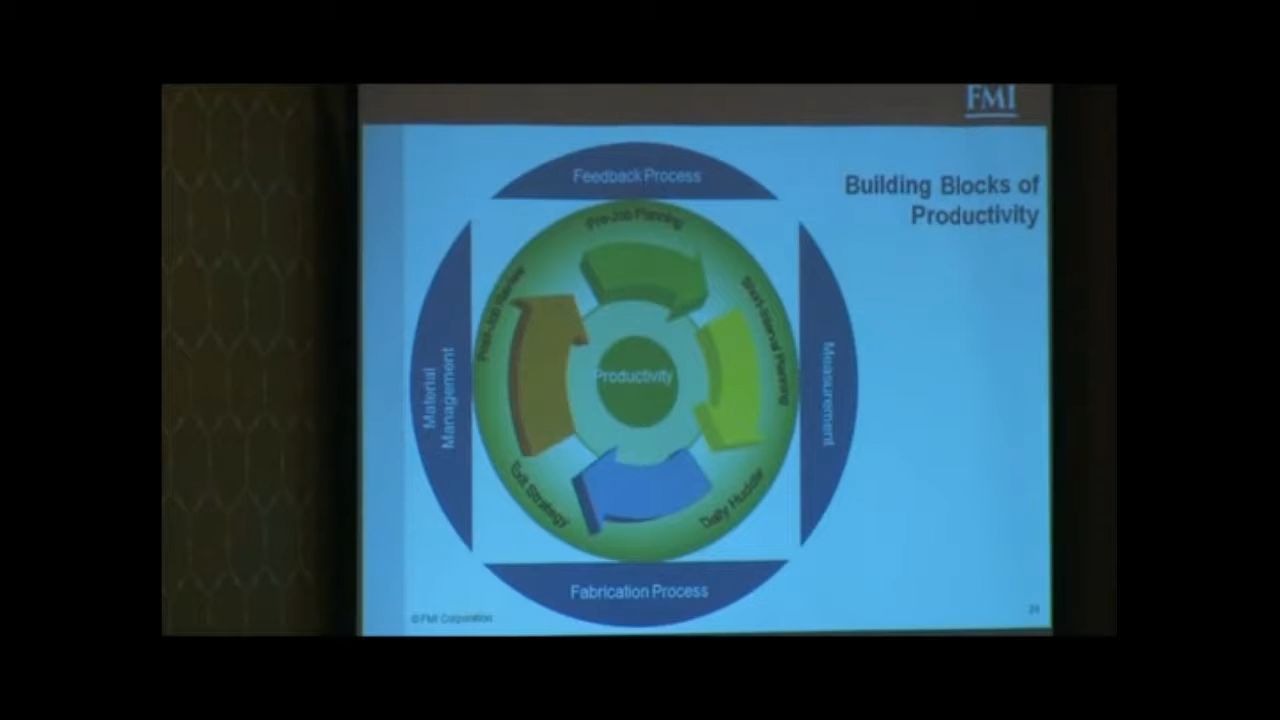 FMI
Building Blocks of
Productivity
Feedback Process
Pre-Job Planning
Short-Interval Planning
Measurement
Daily Huddle
Fabrication Process
Exit Strategy
Material
Management
Post-Job Review
Productivity
© FMI Corporation